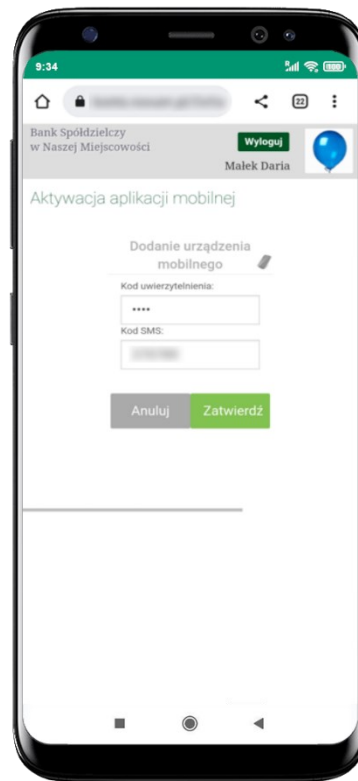 9:34
22
Bank Spółdzielczy
w Naszej Miejscowości
Wyloguj
Małek Daria
Aktywacja aplikacji mobilnej
Dodanie urządzenia
mobilnego
Kod uwierzytelnienia:
••••
Kod SMS:
Anuluj Zatwierdź